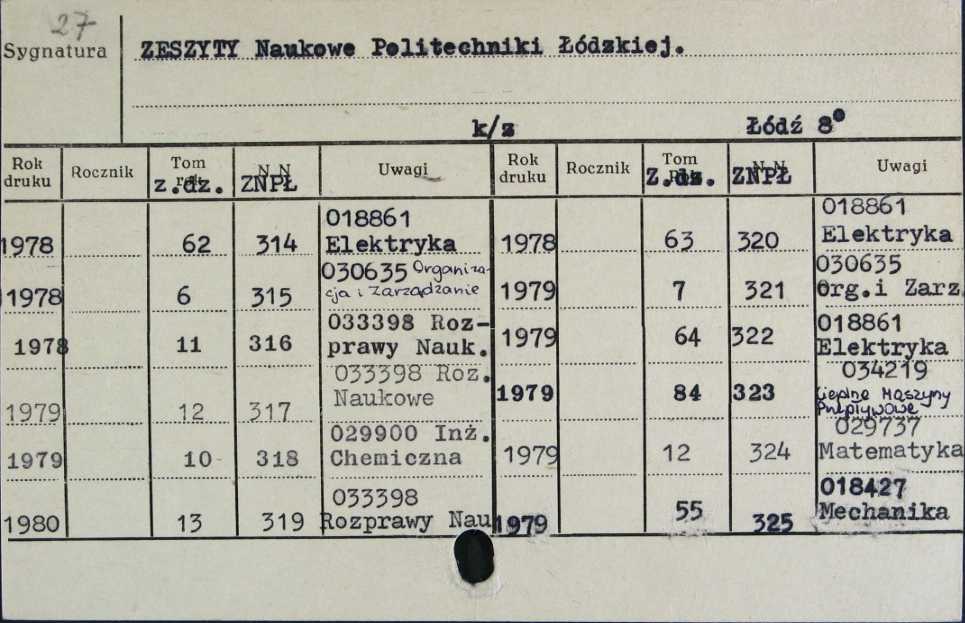 27
Sygnatura
ZESZYTY Naukowe Politechniki Łódzkiej.
k/z Łódź 8°
Rok druku Rocznik Tom z.dz. N.N ZNPŁ Uwagi Rok druku Rocznik Tom Z.dz. ZNPŁ Uwagi
1978 62 314 018861 Elektryka 1978 63 320 018861 Elektryka
1978 6 315 030635 Organiza-cja i Zarządzanie 1979 7 321 030635 Org.i Zarz.
1978 11 316 033398 Roz-prawy Nauk. 1979 64 322 018861 Elektryka
1979 12 317 033398 Roz. Naukowe 1979 84 323 034219 Cieplne Maszyny Przepływowe
1979 10 318 029900 Inż. Chemiczna 1979 12 324 029737 Matematyka
1980 13 319 033398 Rozprawy Nau 1979 55 325 018427 Mechanika